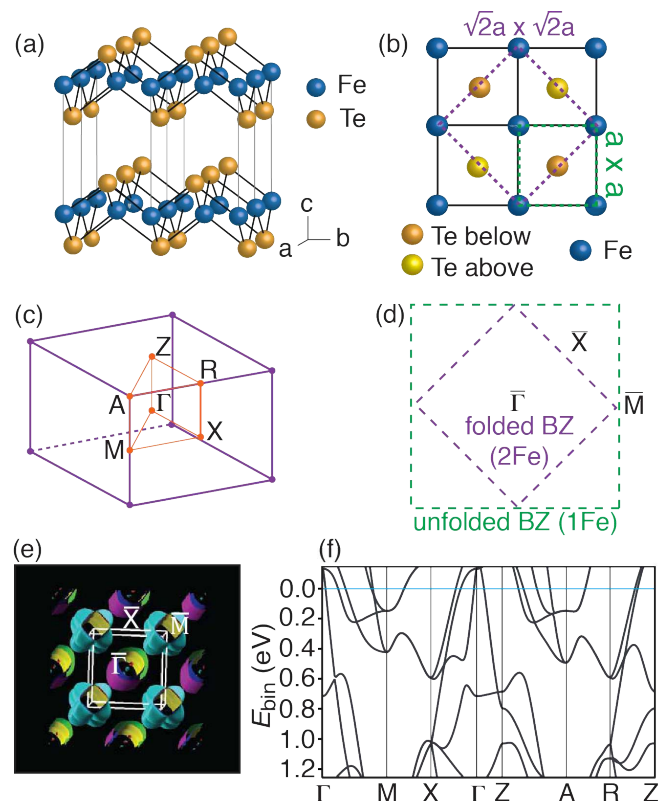 (a)
Fe
Te
c
a
b
(b)
√2a x √2a
a x a
Te below
Te above
Fe
(c)
Z
R
A
Γ
M
X
(d)
X̅
Γ̅
M̅
folded BZ
(2Fe)
unfolded BZ (1Fe)
(e)
X̅
M̅
Γ̅
(f)
E_bin (eV)
0.0
0.2
0.4
0.6
0.8
1.0
1.2
Γ M X Γ Z A R Z